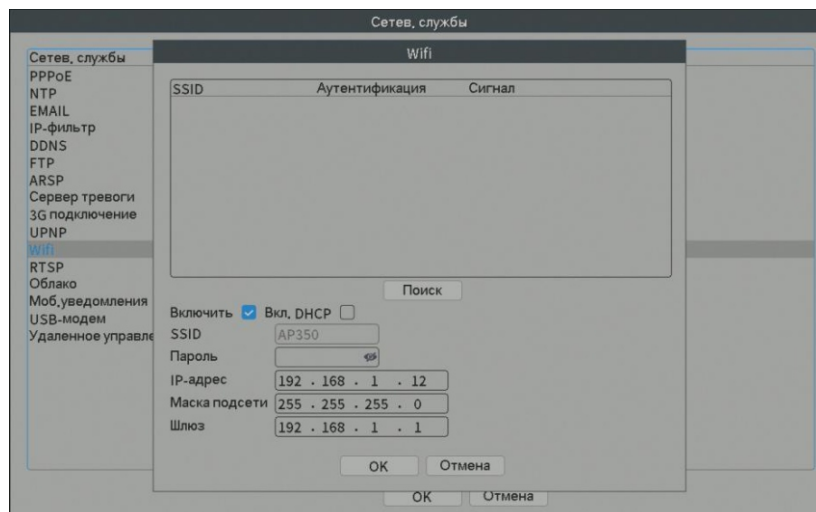 Сетев, службы
Wifi
Сетев, службы
PPPoE
NTP
EMAIL
IP-фильтр
DDNS
FTP
ARSP
Сервер тревоги
3G подключение
UPNP
Wifi
RTSP
Облако
Моб,уведомления
USB-модем
Удаленное управле
SSID Аутентификация Сигнал
Поиск
Включить Вкл, DHCP
SSID AP350
Пароль
IP-адрес 192 . 168 . 1 . 12
Маска подсети 255 . 255 . 255 . 0
Шлюз 192 . 168 . 1 . 1
OK Отмена
OK Отмена